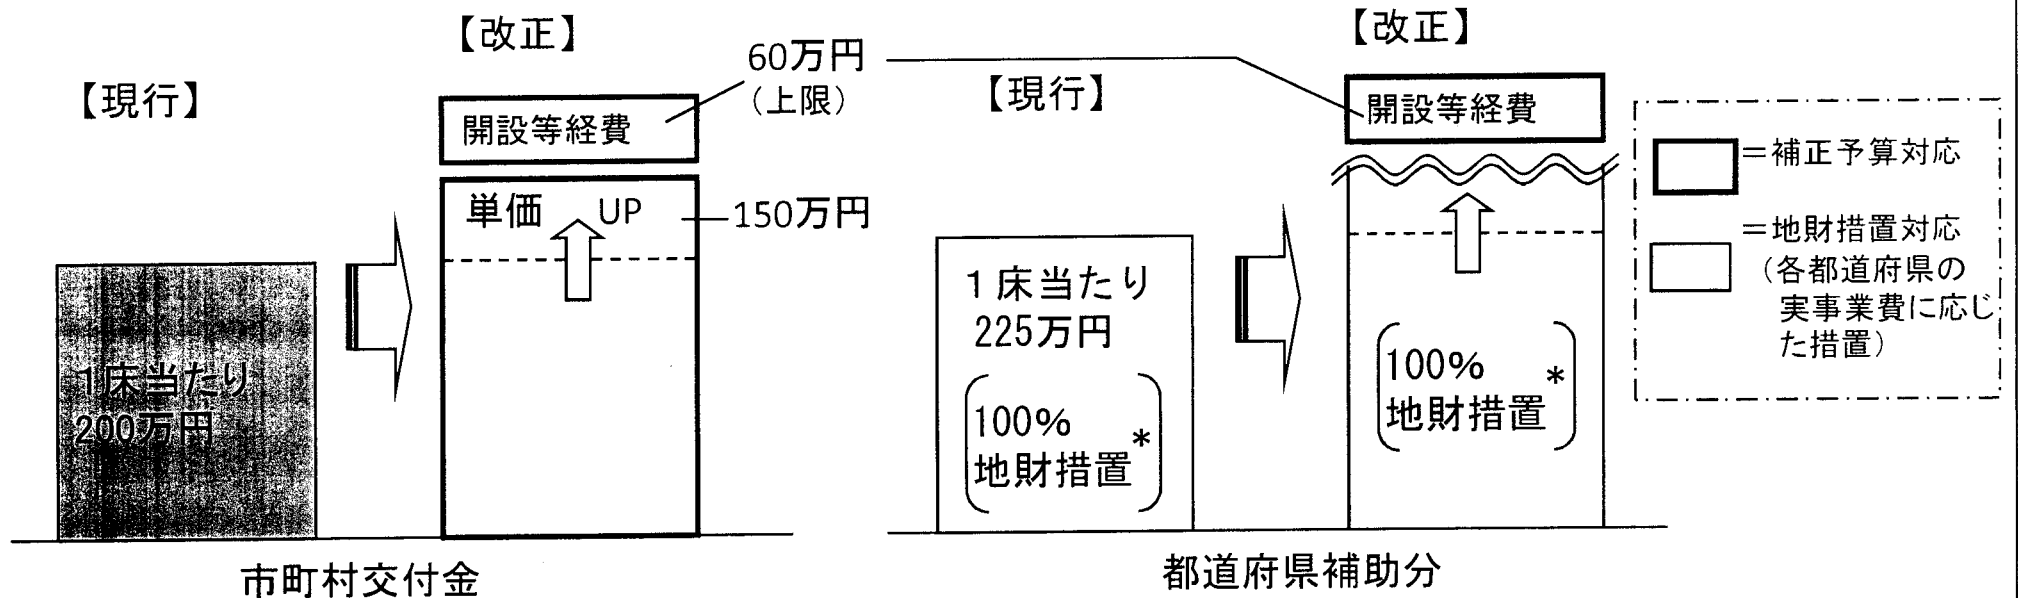 【現行】
1床当たり
200万円
【改正】
開設等経費
60万円
（上限）
単価 UP
150万円
市町村交付金
【現行】
1床当たり
225万円
100%
地財措置*
【改正】
開設等経費
100%
地財措置*
都道府県補助分
＝補正予算対応
＝地財措置対応
（各都道府県の
実事業費に応じ
た措置）